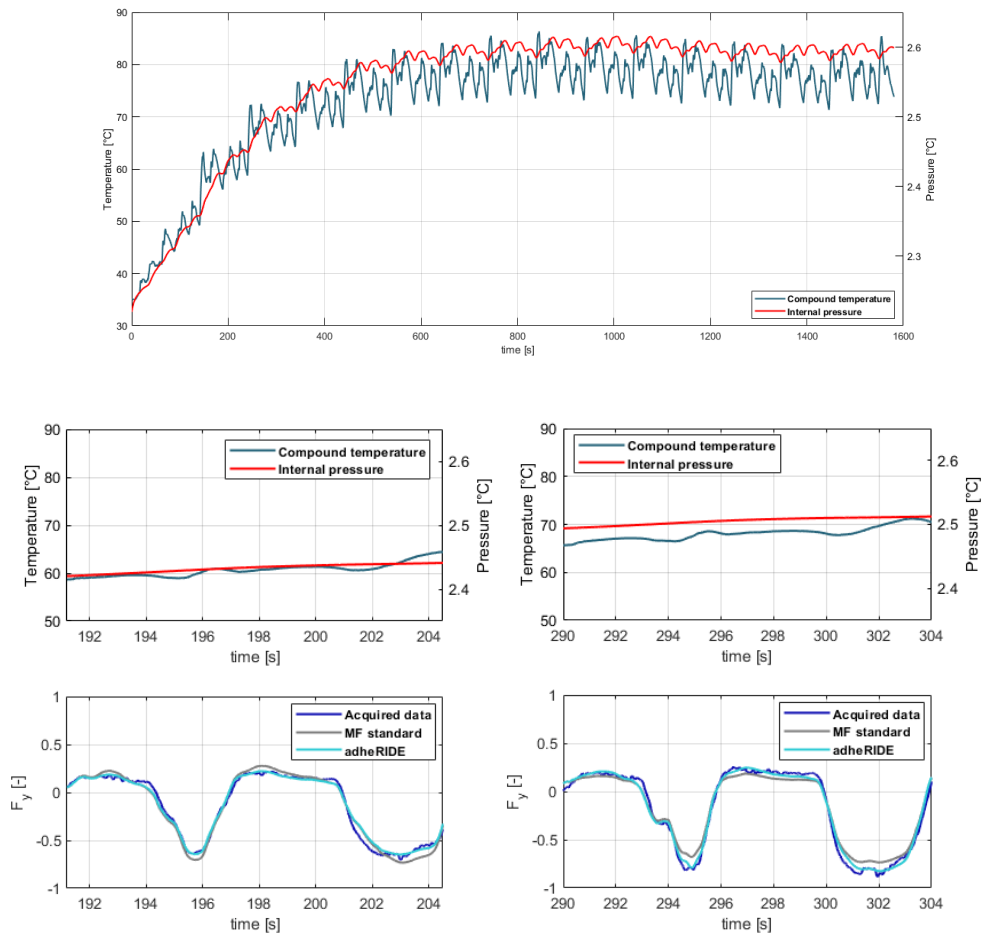 90
80
70
60
50
40
30
Temperature [°C]
2.6
2.5
2.4
2.3
Pressure [°C]
Compound temperature
Internal pressure
0 200 400 600 800 1000 1200 1400 1600
time [s]
90
80
70
60
50
Temperature [°C]
Compound temperature
Internal pressure
2.6
2.5
2.4
Pressure [°C]
192 194 196 198 200 202 204
time [s]
90
80
70
60
50
Temperature [°C]
Compound temperature
Internal pressure
2.6
2.5
2.4
Pressure [°C]
290 292 294 296 298 300 302 304
time [s]
1
0.5
0
-0.5
-1
F_y [-]
Acquired data
MF standard
adheRIDE
192 194 196 198 200 202 204
time [s]
1
0.5
0
-0.5
-1
F_y [-]
Acquired data
MF standard
adheRIDE
290 292 294 296 298 300 302 304
time [s]